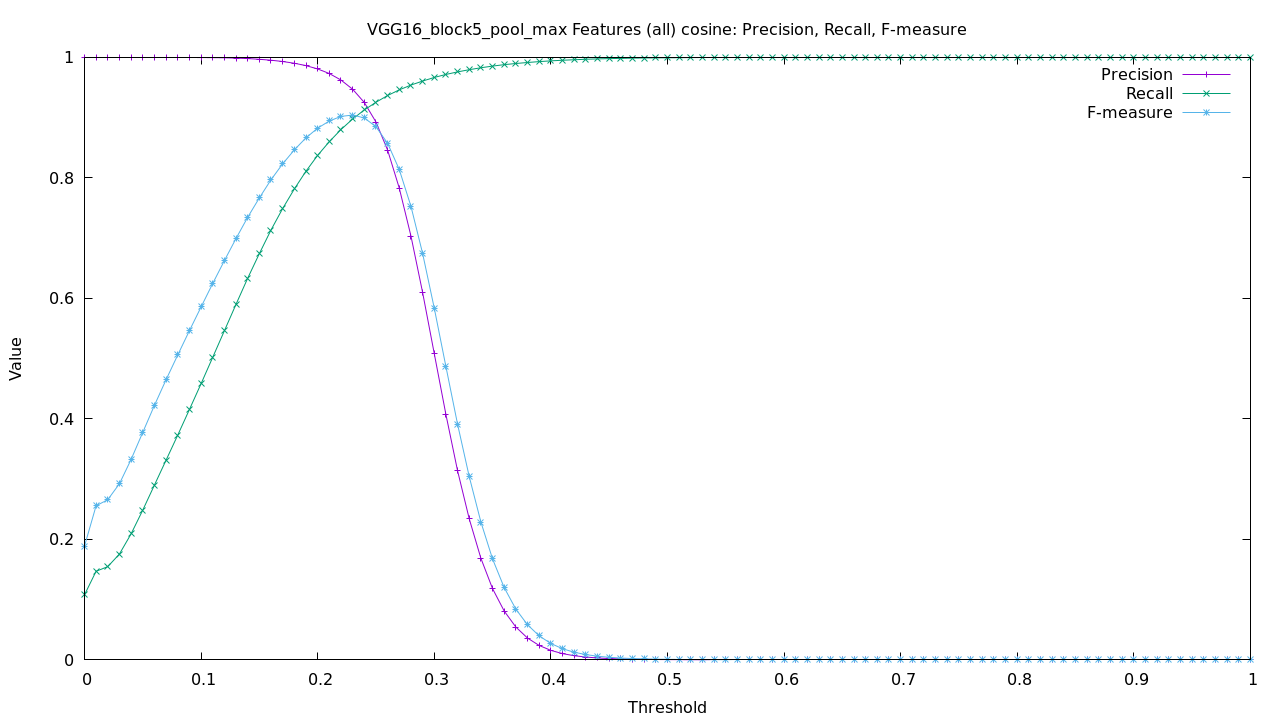 VGG16_block5_pool_max Features (all) cosine: Precision, Recall, F-measure
1
0.8
0.6
0.4
0.2
0
Value
Precision
Recall
F-measure
0 0.1 0.2 0.3 0.4 0.5 0.6 0.7 0.8 0.9 1
Threshold